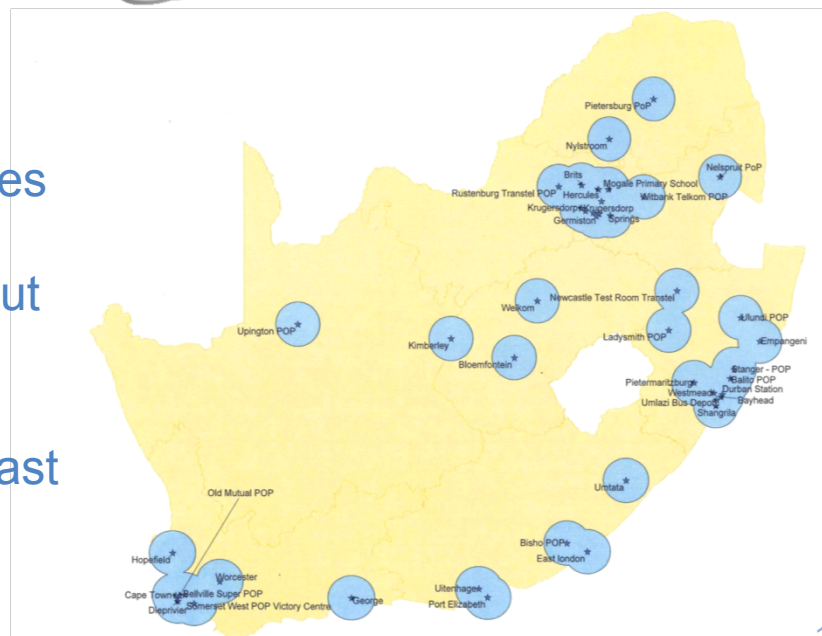 es
ut
ast
Pietersburg PoP
Nylstroom
Nelspruit PoP
Brits
Rustenburg Transtel POP
Mogale Primary School
Hercules
Witbank Telkom POP
Krugersdorp
Krugersdorp
Germiston
Springs
Newcastle Test Room Transtel
Welkom
Ulundi POP
Upington POP
Ladysmith POP
Kimberley
Empangeni
Bloemfontein
Stanger - POP
Balito POP
Pietermaritzburg
Durban Station
Westmead
Bayhead
Umlazi Bus Depot
Shangrila
Umtata
Old Mutual POP
Bisho POP
East london
Hopefield
Worcester
Uitenhage
Bellville Super POP
Cape Town
George
Port Elizabeth
Somerset West POP Victory Centre
Dieprivier